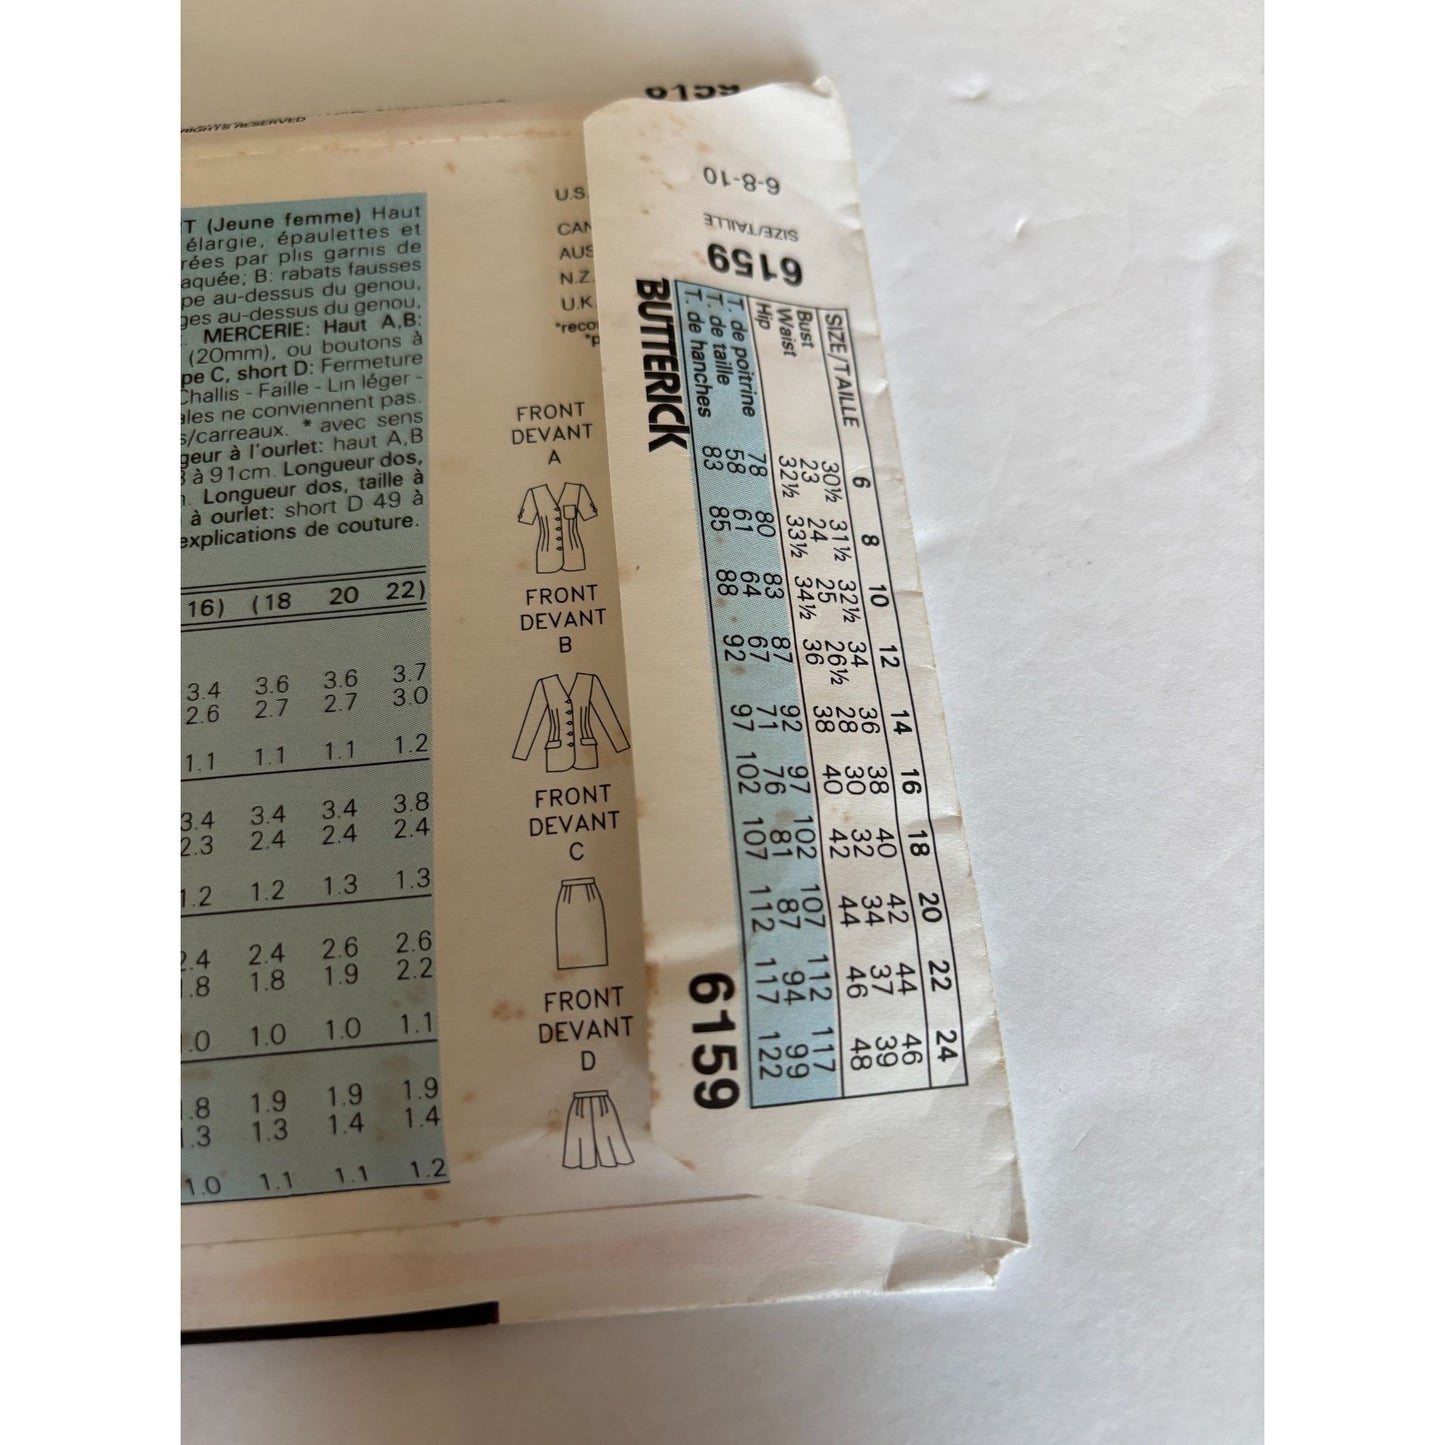 RIGHTS RESERVED
6159
T (Jeune femme) Haut
élargie, épaulettes et
rées par plis garnis de
aquée; B: rabats fausses
pe au-dessus du genou,
ges au-dessus du genou,
MERCERIE: Haut A,B:
(20mm), ou boutons à
pe C, short D: Fermeture
Challis - Faille - Lin léger -
ales ne conviennent pas.
s/carreaux. * avec sens
geur à l'ourlet: haut A,B
à 91cm. Longueur dos,
Longueur dos, taille à
à ourlet: short D 49 à
explications de couture.
16) (18 20 22)
3.4 3.6 3.6 3.7
2.6 2.7 2.7 3.0
1.1 1.1 1.1 1.2
3.4 3.4 3.4 3.8
2.3 2.4 2.4 2.4
1.2 1.2 1.3 1.3
2.4 2.4 2.6 2.6
.8 1.8 1.9 2.2
.0 1.0 1.0 1.1
.8 1.9 1.9 1.9
.3 1.3 1.4 1.4
1.0 1.1 1.1 1.2
U.S.
CAN
AUS
N.Z.
U.K.
*reco
*p
FRONT
DEVANT
A
FRONT
DEVANT
B
FRONT
DEVANT
C
FRONT
DEVANT
D
6159
SIZE/TAILLE
6-8-10
SIZE/TAILLE 6 8 10 12 14 16 18 20 22 24
Bust 30½ 31½ 32½ 34 36 38 40 42 44 46
Waist 23 24 25 26½ 28 30 32 34 37 39
Hip 32½ 33½ 34½ 36 38 40 42 44 46 48
T. de poitrine 78 80 83 87 92 97 102 107 112 117
T. de taille 58 61 64 67 71 76 81 87 94 99
T. de hanches 83 85 88 92 97 102 107 112 117 122
BUTTERICK 6159